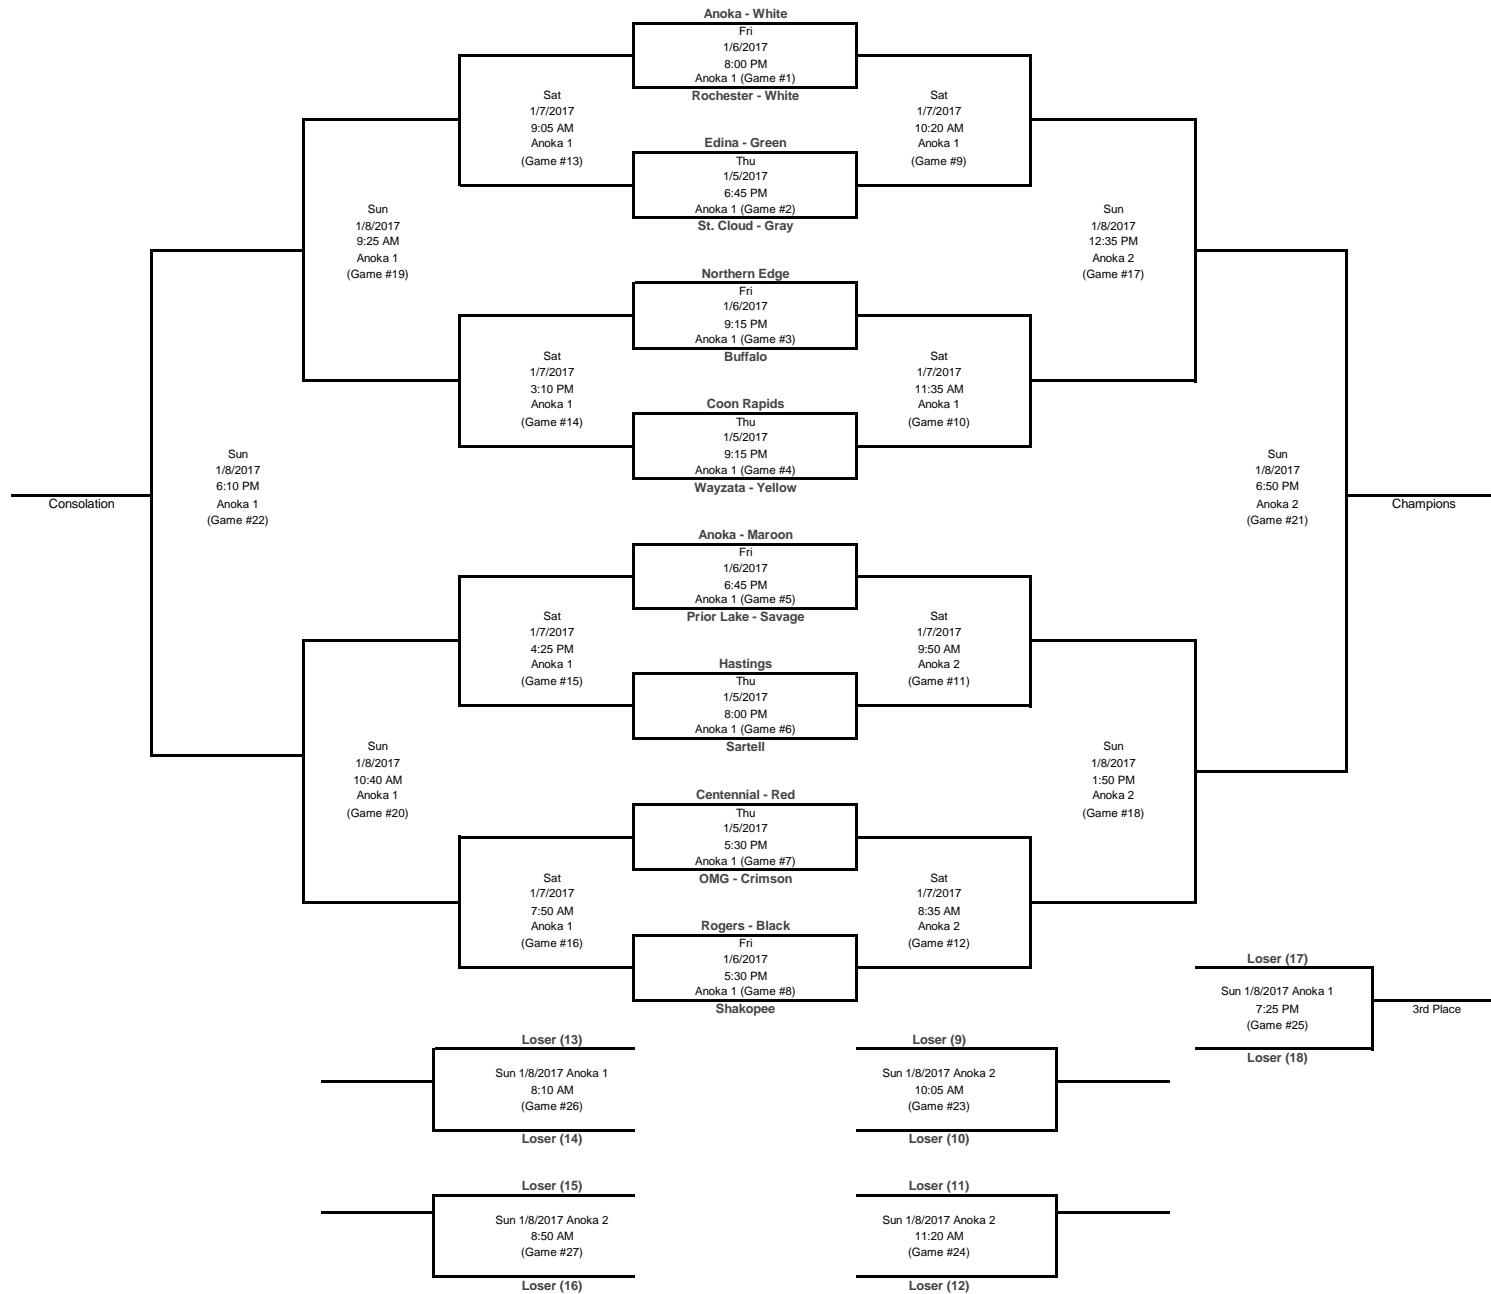 Anoka - White
Fri
1/6/2017
8:00 PM
Anoka 1 (Game #1)
Rochester - White
Sat
1/7/2017
9:05 AM
Anoka 1
(Game #13)
Sat
1/7/2017
10:20 AM
Anoka 1
(Game #9)
Edina - Green
Thu
1/5/2017
6:45 PM
Anoka 1 (Game #2)
St. Cloud - Gray
Sun
1/8/2017
9:25 AM
Anoka 1
(Game #19)
Sun
1/8/2017
12:35 PM
Anoka 2
(Game #17)
Northern Edge
Fri
1/6/2017
9:15 PM
Anoka 1 (Game #3)
Buffalo
Sat
1/7/2017
3:10 PM
Anoka 1
(Game #14)
Sat
1/7/2017
11:35 AM
Anoka 1
(Game #10)
Coon Rapids
Thu
1/5/2017
9:15 PM
Anoka 1 (Game #4)
Wayzata - Yellow
Sun
1/8/2017
6:10 PM
Anoka 1
(Game #22)
Consolation
Sun
1/8/2017
6:50 PM
Anoka 2
(Game #21)
Champions
Anoka - Maroon
Fri
1/6/2017
6:45 PM
Anoka 1 (Game #5)
Prior Lake - Savage
Sat
1/7/2017
4:25 PM
Anoka 1
(Game #15)
Sat
1/7/2017
9:50 AM
Anoka 2
(Game #11)
Hastings
Thu
1/5/2017
8:00 PM
Anoka 1 (Game #6)
Sartell
Sun
1/8/2017
10:40 AM
Anoka 1
(Game #20)
Sun
1/8/2017
1:50 PM
Anoka 2
(Game #18)
Centennial - Red
Thu
1/5/2017
5:30 PM
Anoka 1 (Game #7)
OMG - Crimson
Sat
1/7/2017
7:50 AM
Anoka 1
(Game #16)
Sat
1/7/2017
8:35 AM
Anoka 2
(Game #12)
Rogers - Black
Fri
1/6/2017
5:30 PM
Anoka 1 (Game #8)
Shakopee
Loser (17)
Sun 1/8/2017 Anoka 1
7:25 PM
(Game #25)
3rd Place
Loser (18)
Loser (13)
Sun 1/8/2017 Anoka 1
8:10 AM
(Game #26)
Loser (14)
Loser (9)
Sun 1/8/2017 Anoka 2
10:05 AM
(Game #23)
Loser (10)
Loser (15)
Sun 1/8/2017 Anoka 2
8:50 AM
(Game #27)
Loser (16)
Loser (11)
Sun 1/8/2017 Anoka 2
11:20 AM
(Game #24)
Loser (12)